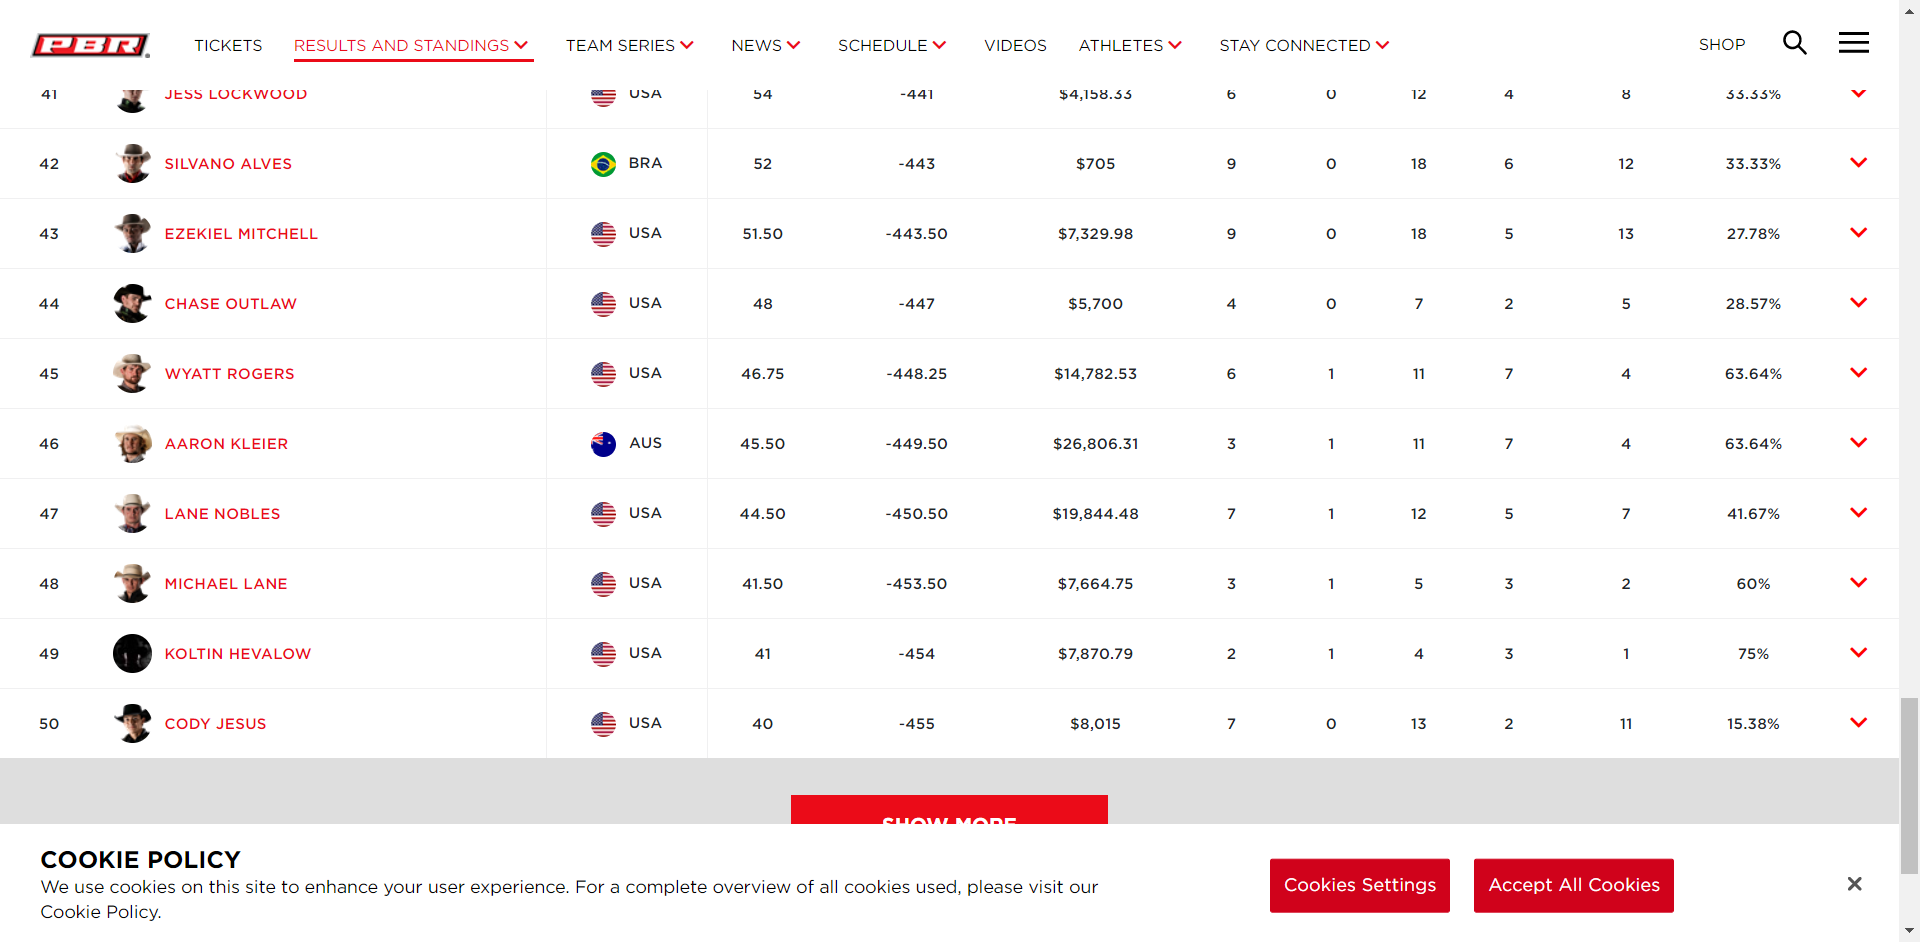 PBR TICKETS RESULTS AND STANDINGS TEAM SERIES NEWS SCHEDULE VIDEOS ATHLETES STAY CONNECTED SHOP
41 JESS LOCKWOOD USA 54 -441 $4,158.33 6 0 12 4 8 33.33%
42 SILVANO ALVES BRA 52 -443 $705 9 0 18 6 12 33.33%
43 EZEKIEL MITCHELL USA 51.50 -443.50 $7,329.98 9 0 18 5 13 27.78%
44 CHASE OUTLAW USA 48 -447 $5,700 4 0 7 2 5 28.57%
45 WYATT ROGERS USA 46.75 -448.25 $14,782.53 6 1 11 7 4 63.64%
46 AARON KLEIER AUS 45.50 -449.50 $26,806.31 3 1 11 7 4 63.64%
47 LANE NOBLES USA 44.50 -450.50 $19,844.48 7 1 12 5 7 41.67%
48 MICHAEL LANE USA 41.50 -453.50 $7,664.75 3 1 5 3 2 60%
49 KOLTIN HEVALOW USA 41 -454 $7,870.79 2 1 4 3 1 75%
50 CODY JESUS USA 40 -455 $8,015 7 0 13 2 11 15.38%
SHOW MORE
COOKIE POLICY
We use cookies on this site to enhance your user experience. For a complete overview of all cookies used, please visit our
Cookie Policy.
Cookies Settings Accept All Cookies